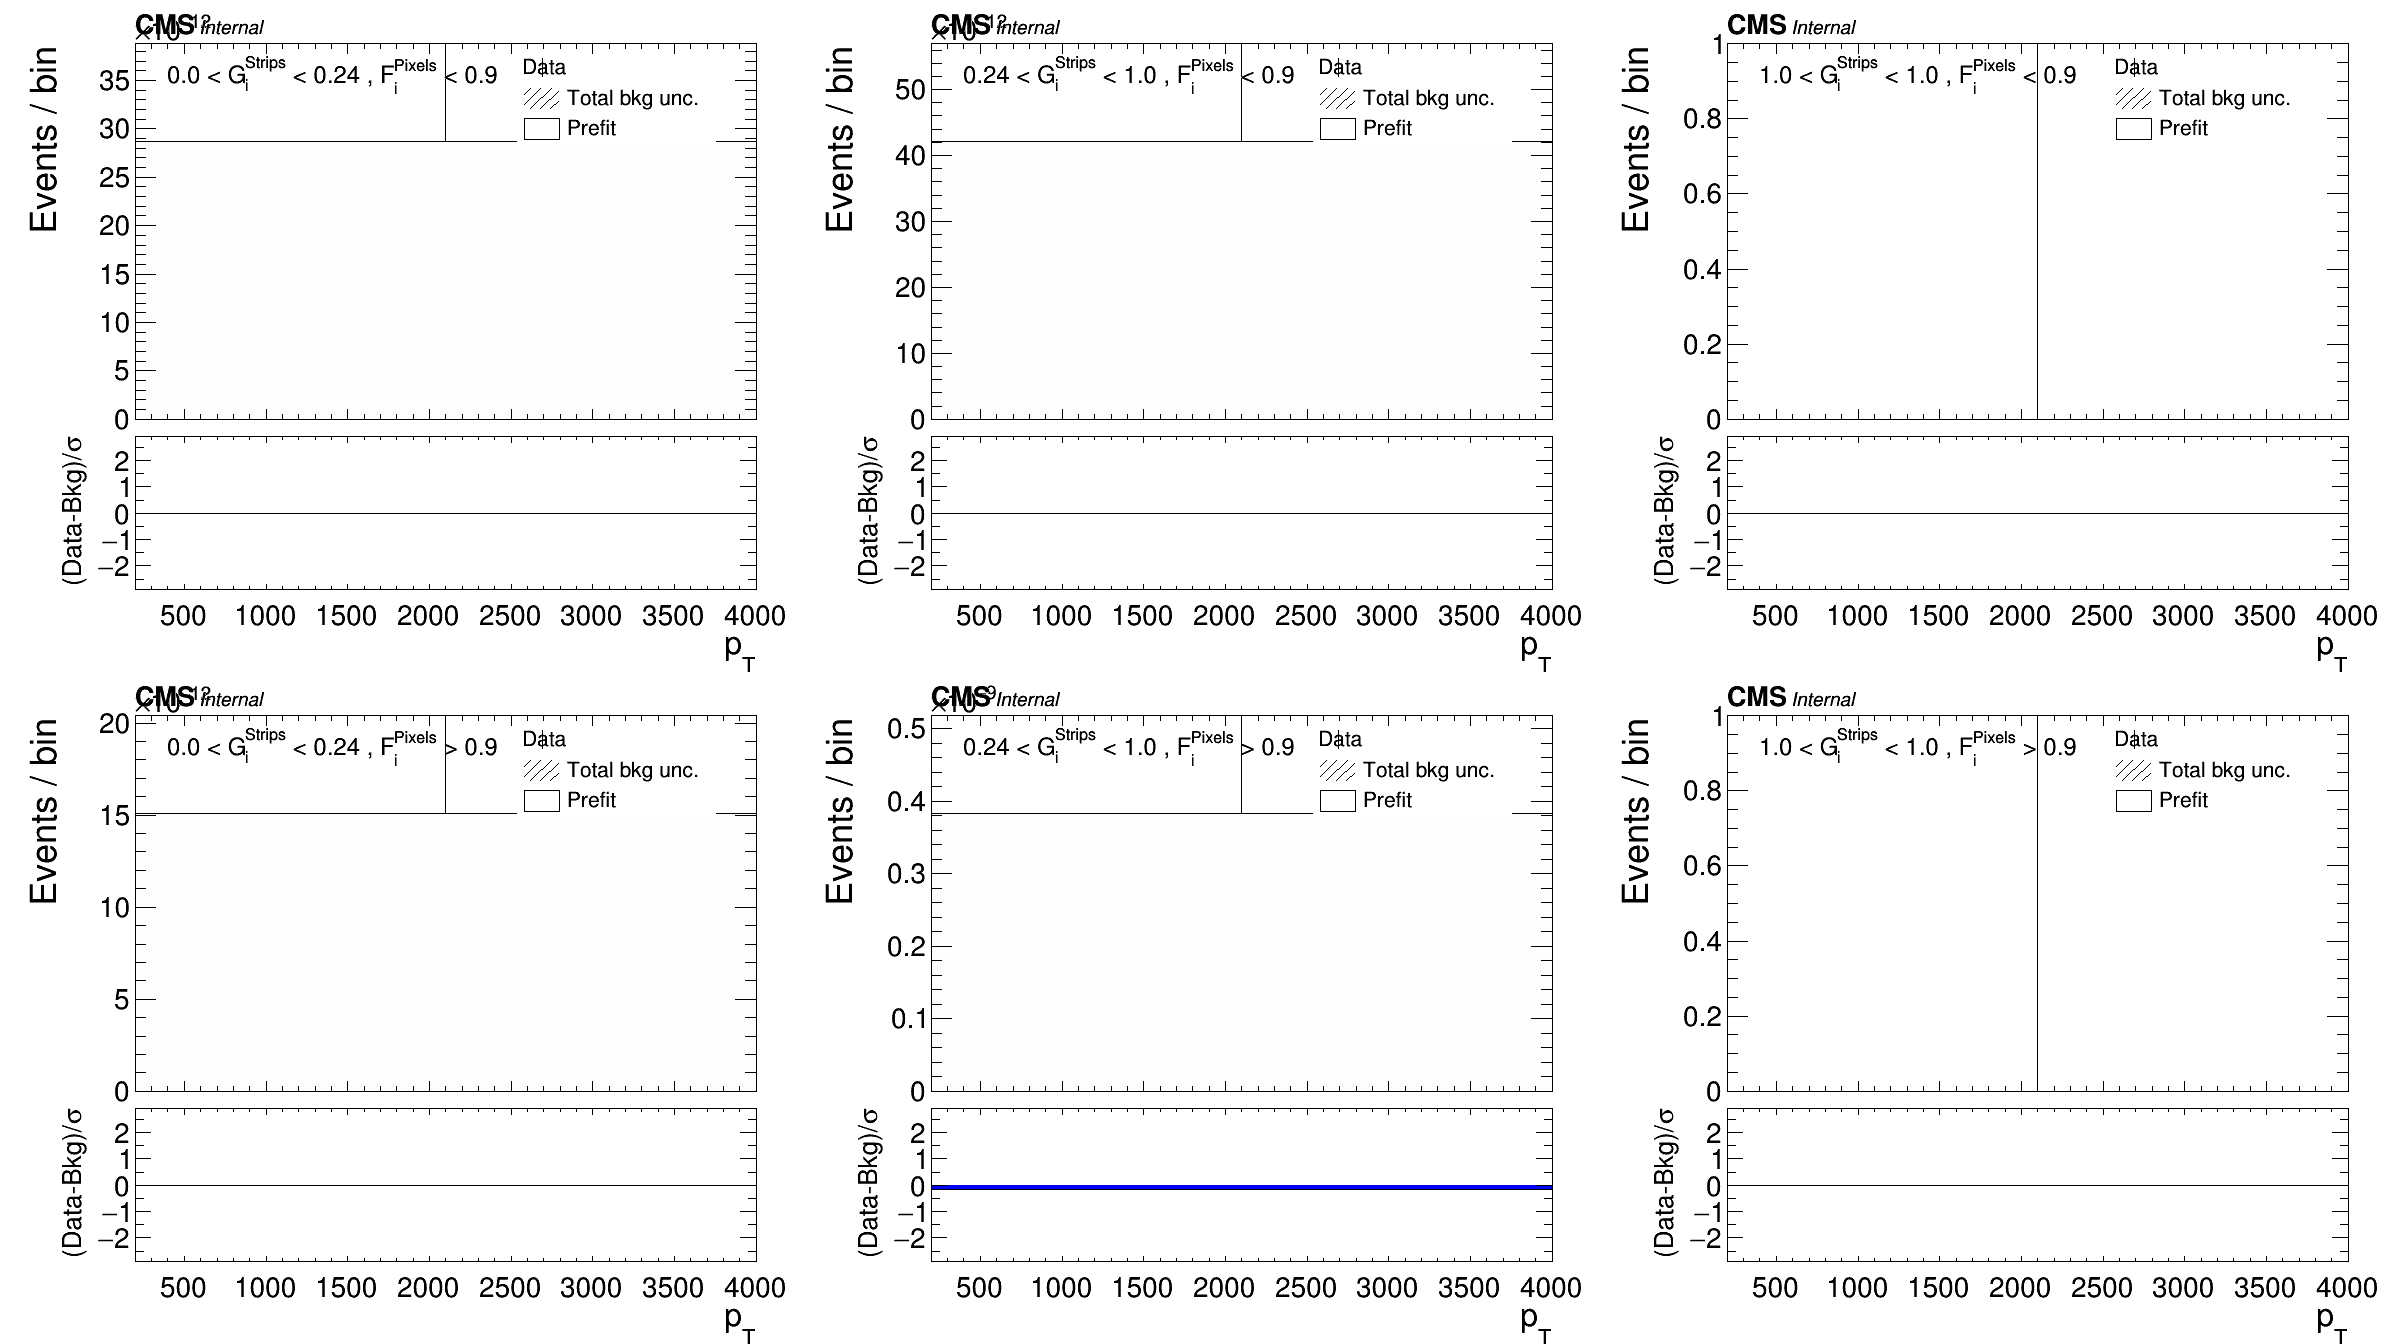 CMS Internal
CMS Internal
CMS Internal
Events / bin
0.0 < G_i^Strips < 0.24 , F_i^Pixels < 0.9
Data
Total bkg unc.
Prefit
35
30
25
20
15
10
5
0
(Data-Bkg)/σ
2
1
0
−1
−2
500 1000 1500 2000 2500 3000 3500 4000
p_T
Events / bin
0.24 < G_i^Strips < 1.0 , F_i^Pixels < 0.9
Data
Total bkg unc.
Prefit
50
40
30
20
10
0
(Data-Bkg)/σ
2
1
0
−1
−2
500 1000 1500 2000 2500 3000 3500 4000
p_T
Events / bin
1.0 < G_i^Strips < 1.0 , F_i^Pixels < 0.9
Data
Total bkg unc.
Prefit
1
0.8
0.6
0.4
0.2
0
(Data-Bkg)/σ
2
1
0
−1
−2
500 1000 1500 2000 2500 3000 3500 4000
p_T
CMS Internal
CMS Internal
CMS Internal
Events / bin
0.0 < G_i^Strips < 0.24 , F_i^Pixels > 0.9
Data
Total bkg unc.
Prefit
20
15
10
5
0
(Data-Bkg)/σ
2
1
0
−1
−2
500 1000 1500 2000 2500 3000 3500 4000
p_T
Events / bin
0.24 < G_i^Strips < 1.0 , F_i^Pixels > 0.9
Data
Total bkg unc.
Prefit
0.5
0.4
0.3
0.2
0.1
0
(Data-Bkg)/σ
2
1
0
−1
−2
500 1000 1500 2000 2500 3000 3500 4000
p_T
Events / bin
1.0 < G_i^Strips < 1.0 , F_i^Pixels > 0.9
Data
Total bkg unc.
Prefit
1
0.8
0.6
0.4
0.2
0
(Data-Bkg)/σ
2
1
0
−1
−2
500 1000 1500 2000 2500 3000 3500 4000
p_T